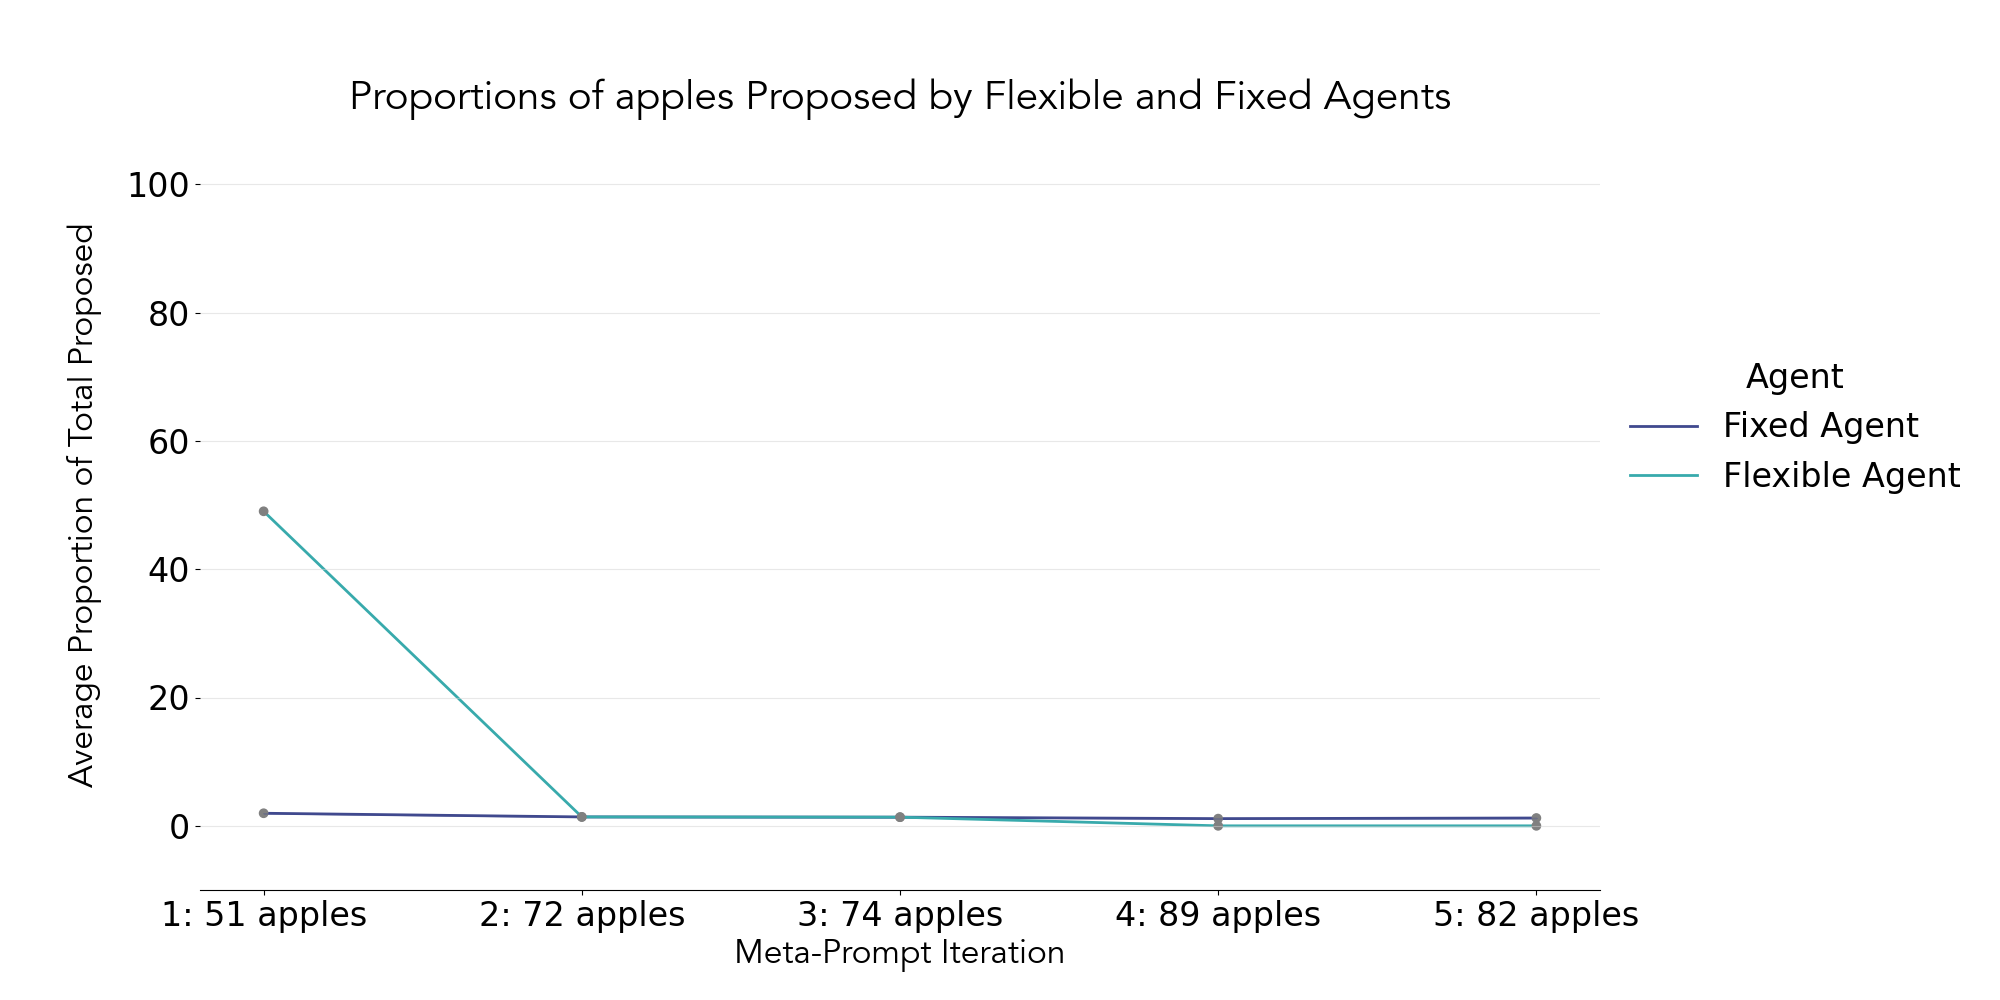 Proportions of apples Proposed by Flexible and Fixed Agents
Average Proportion of Total Proposed
100
80
60
40
20
0
1: 51 apples
2: 72 apples
3: 74 apples
4: 89 apples
5: 82 apples
Meta-Prompt Iteration
Agent
Fixed Agent
Flexible Agent